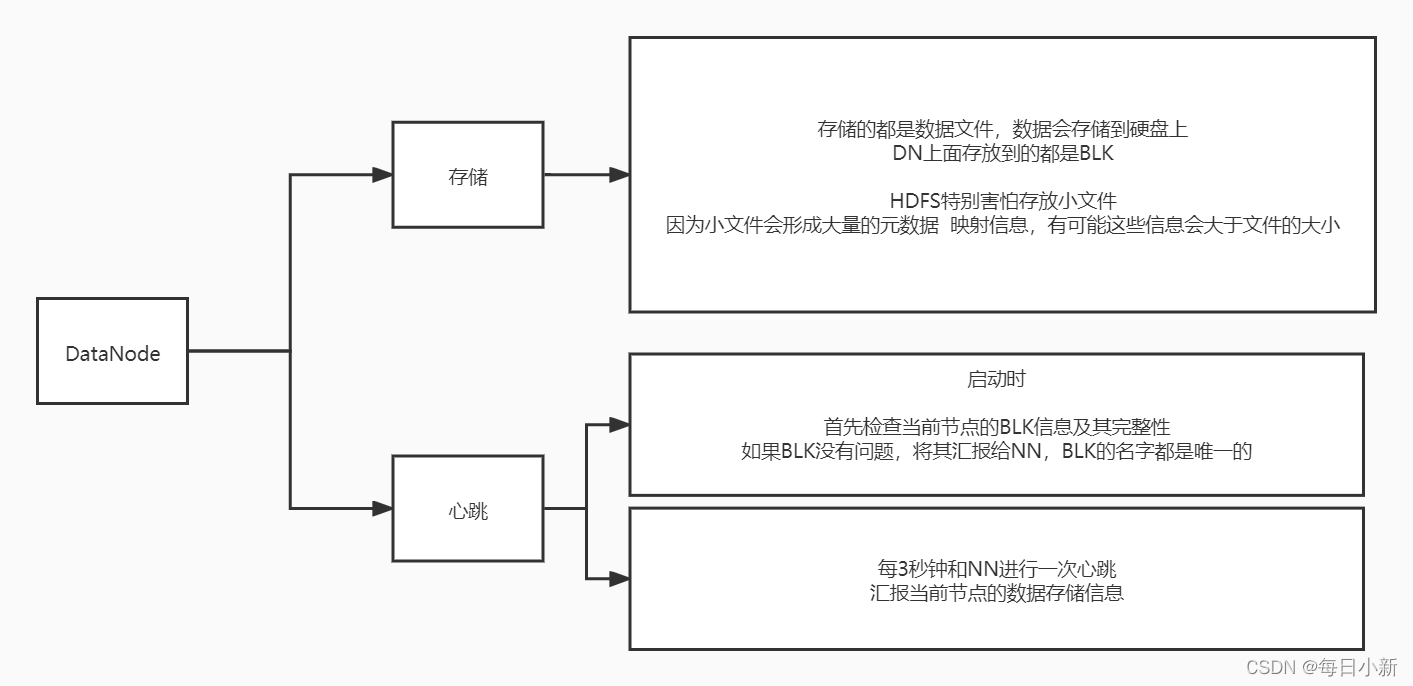 DataNode
存储
存储的都是数据文件，数据会存储到硬盘上
DN上面存放到的都是BLK
HDFS特别害怕存放小文件
因为小文件会形成大量的元数据 映射信息，有可能这些信息会大于文件的大小
心跳
启动时
首先检查当前节点的BLK信息及其完整性
如果BLK没有问题，将其汇报给NN，BLK的名字都是唯一的
每3秒钟和NN进行一次心跳
汇报当前节点的数据存储信息
CSDN @每日小新